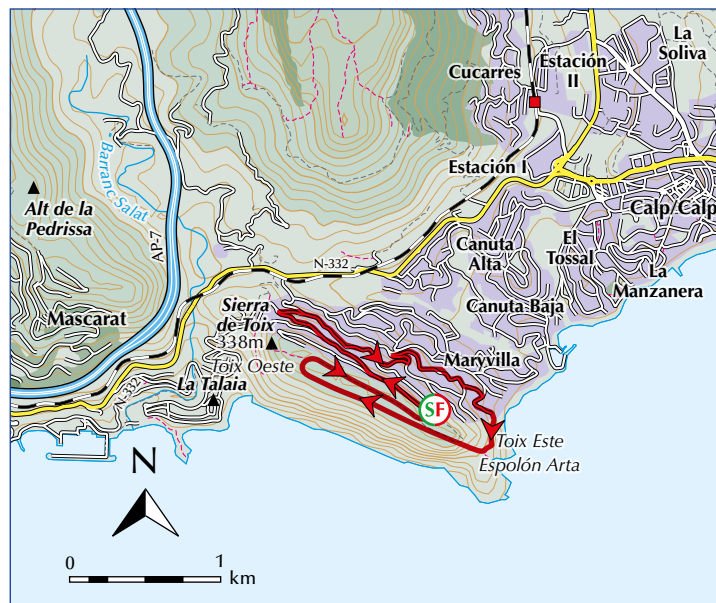 La
Soliva
Estación
II
Cucarres
Barranc Salat
Estación I
Alt de la
Pedrissa
AP-7
Calp/Calp
N-332
Canuta
Alta
El
Tossal
La
Manzanera
Sierra
de Toix
338m
Canuta Baja
Mascarat
Toix Oeste
Maryvilla
La Talaia
N-332
SF
Toix Este
Espolón Arta
N
0 1
km